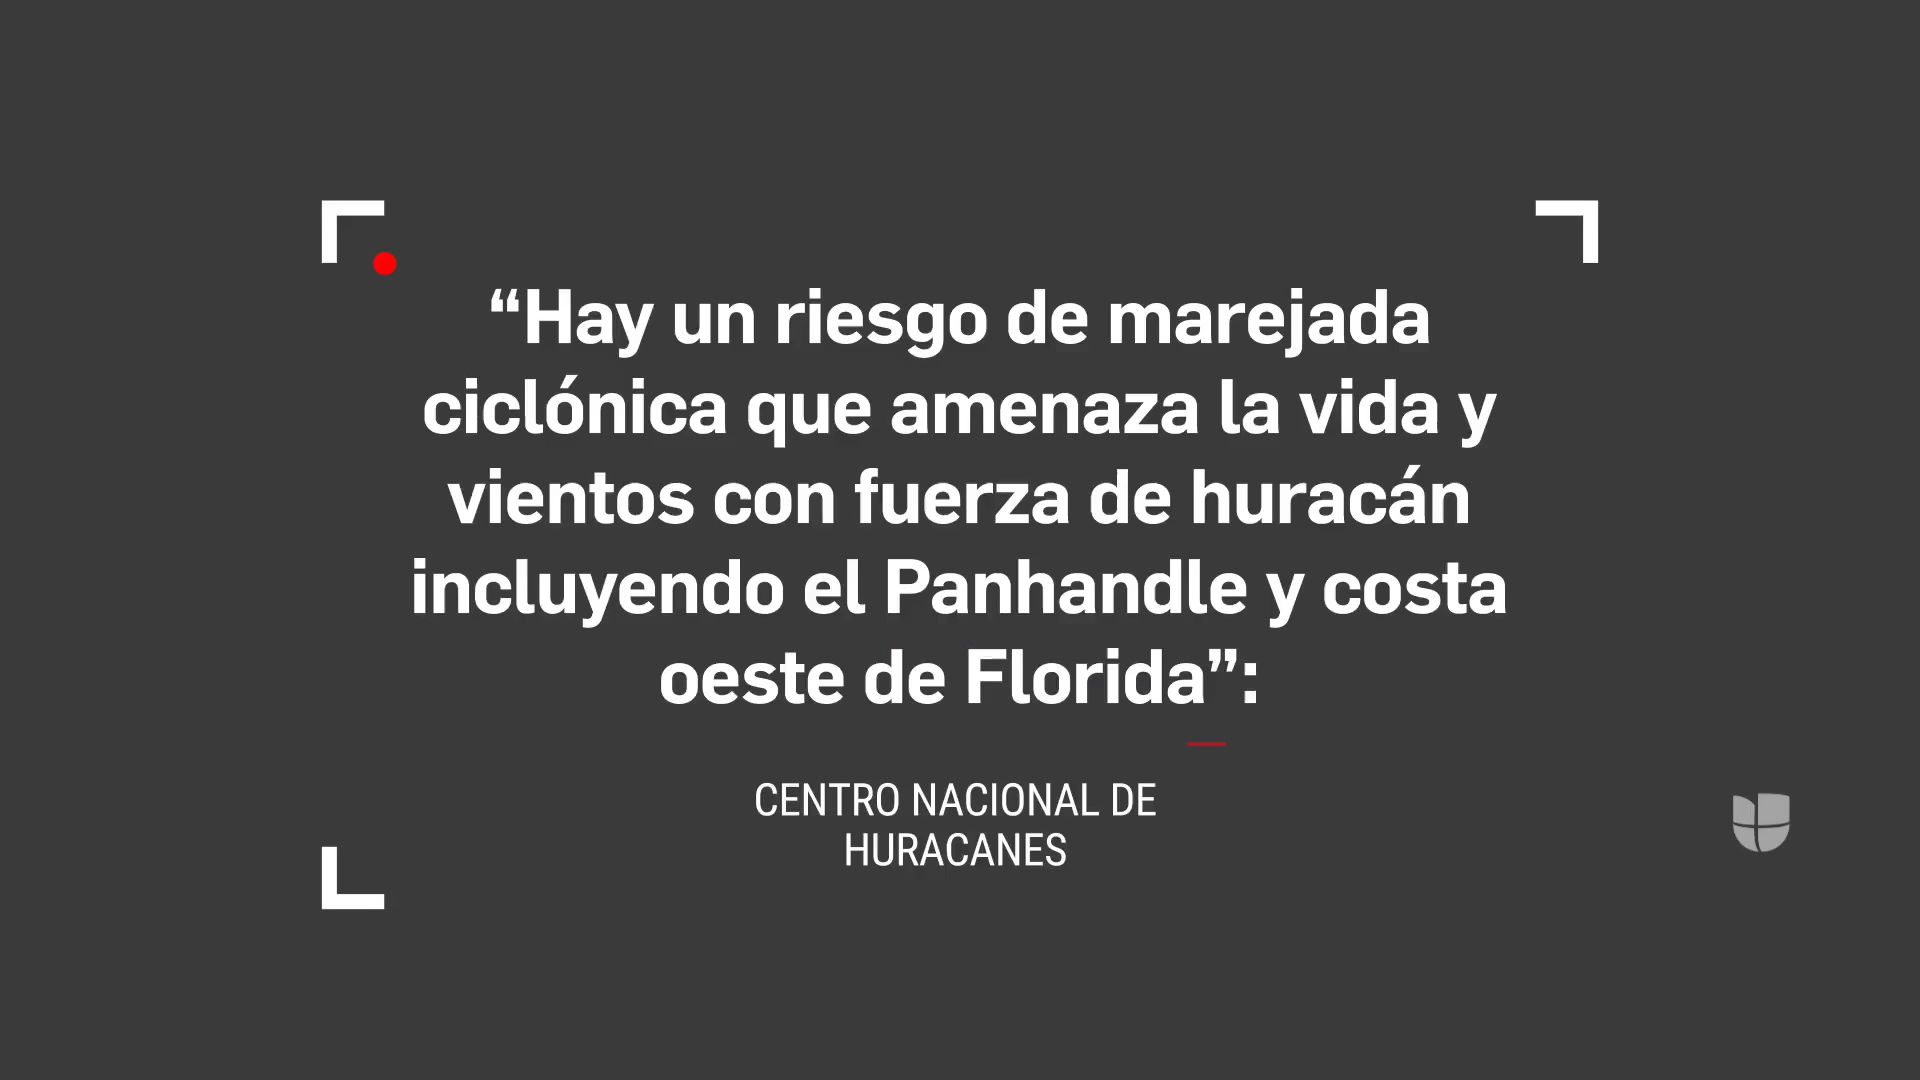 “Hay un riesgo de marejada
ciclónica que amenaza la vida y
vientos con fuerza de huracán
incluyendo el Panhandle y costa
oeste de Florida”:
CENTRO NACIONAL DE
HURACANES